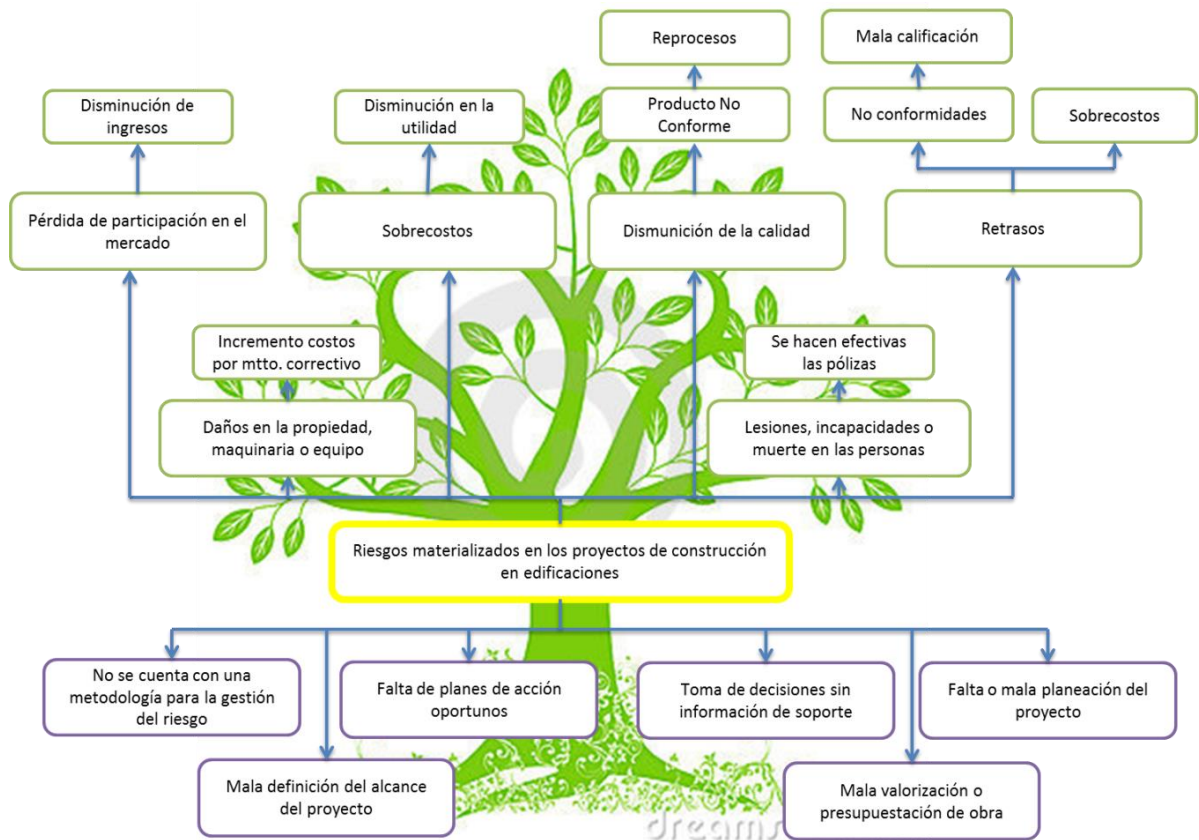 Reprocesos
Mala calificación
Disminución de
ingresos
Disminución en la
utilidad
Producto No
Conforme
No conformidades
Sobrecostos
Pérdida de participación en el
mercado
Sobrecostos
Dismunición de la calidad
Retrasos
Incremento costos
por mtto. correctivo
Se hacen efectivas
las pólizas
Daños en la propiedad,
maquinaria o equipo
Lesiones, incapacidades o
muerte en las personas
Riesgos materializados en los proyectos de construcción
en edificaciones
No se cuenta con una
metodología para la gestión
del riesgo
Falta de planes de acción
oportunos
Toma de decisiones sin
información de soporte
Falta o mala planeación del
proyecto
Mala definición del alcance
del proyecto
Mala valorización o
presupuestación de obra
dreams